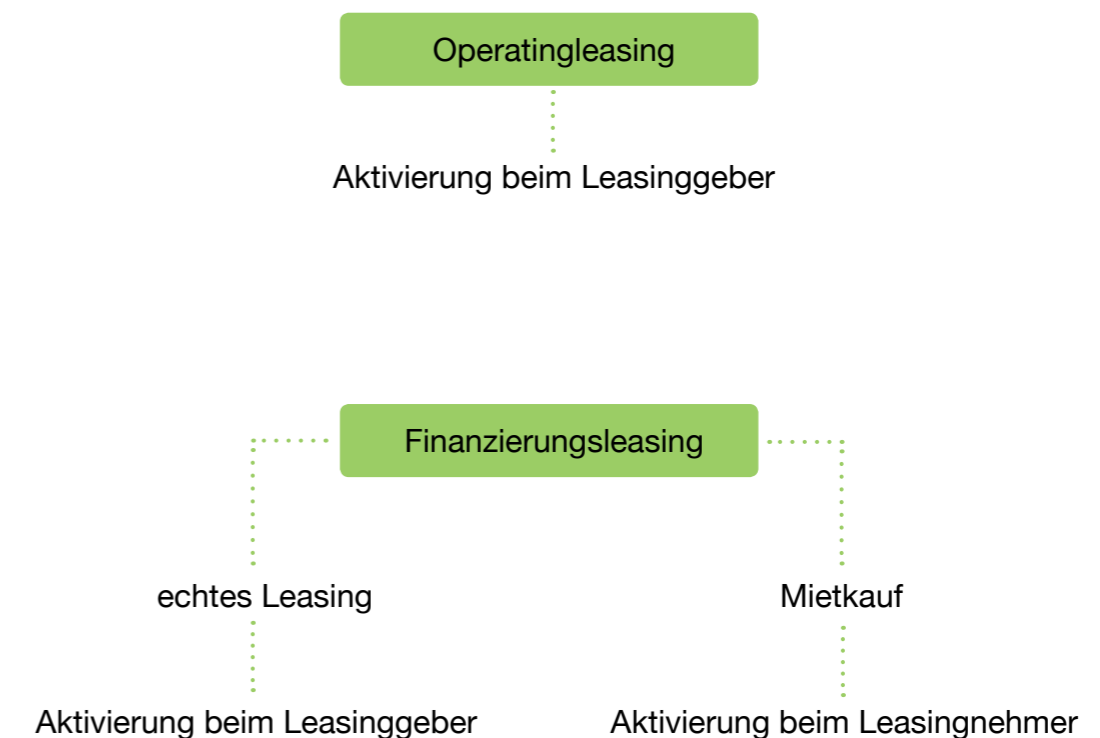 Operatingleasing
Aktivierung beim Leasinggeber
Finanzierungsleasing
echtes Leasing
Mietkauf
Aktivierung beim Leasinggeber
Aktivierung beim Leasingnehmer